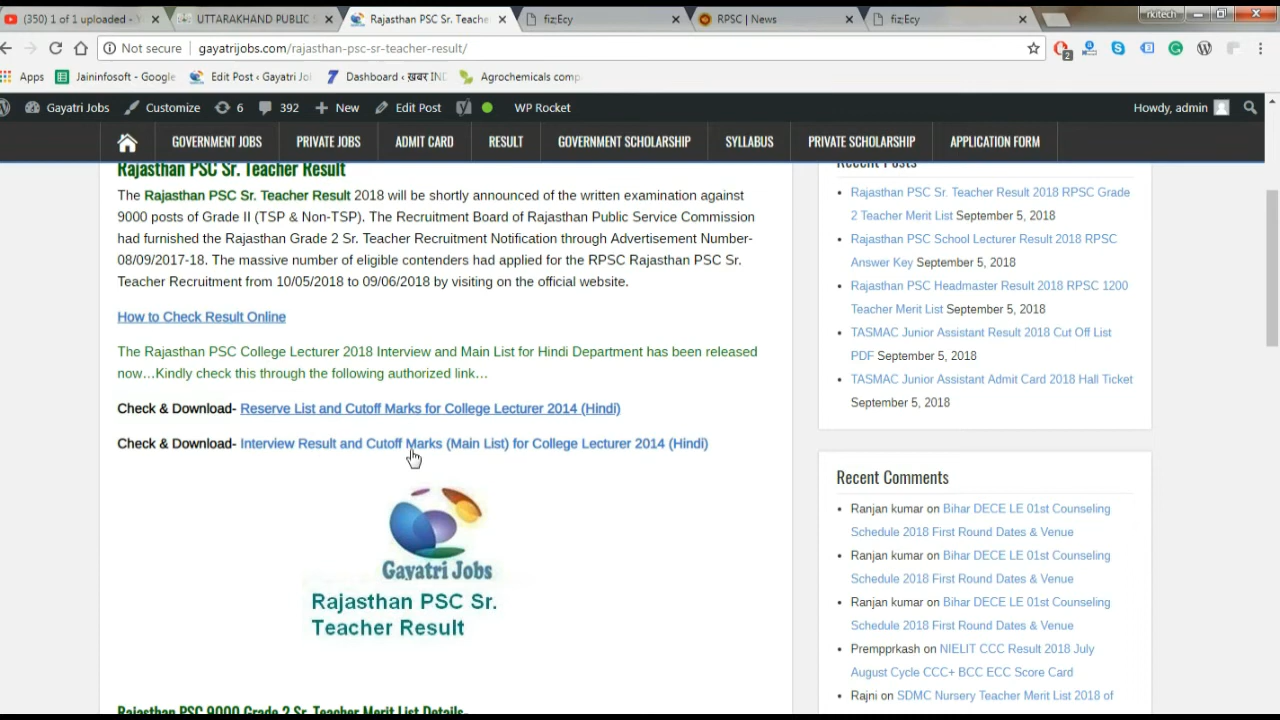 (350) 1 of 1 uploaded - Y
UTTARAKHAND PUBLIC S
Rajasthan PSC Sr. Teache
fiz:Ecy
RPSC | News
fiz:Ecy
rkitech
Not secure | gayatrijobs.com/rajasthan-psc-sr-teacher-result/
2
Apps
Jaininfosoft - Google
Edit Post ‹ Gayatri Jo
Dashboard ‹ ख़बर IND
Agrochemicals comp
Gayatri Jobs
Customize
6
392
New
Edit Post
WP Rocket
Howdy, admin
GOVERNMENT JOBS
PRIVATE JOBS
ADMIT CARD
RESULT
GOVERNMENT SCHOLARSHIP
SYLLABUS
PRIVATE SCHOLARSHIP
APPLICATION FORM
Rajasthan PSC Sr. Teacher Result
The Rajasthan PSC Sr. Teacher Result 2018 will be shortly announced of the written examination against
9000 posts of Grade II (TSP & Non-TSP). The Recruitment Board of Rajasthan Public Service Commission
had furnished the Rajasthan Grade 2 Sr. Teacher Recruitment Notification through Advertisement Number-
08/09/2017-18. The massive number of eligible contenders had applied for the RPSC Rajasthan PSC Sr.
Teacher Recruitment from 10/05/2018 to 09/06/2018 by visiting on the official website.
How to Check Result Online
The Rajasthan PSC College Lecturer 2018 Interview and Main List for Hindi Department has been released
now…Kindly check this through the following authorized link…
Check & Download- Reserve List and Cutoff Marks for College Lecturer 2014 (Hindi)
Check & Download- Interview Result and Cutoff Marks (Main List) for College Lecturer 2014 (Hindi)
Gayatri Jobs
Rajasthan PSC Sr.
Teacher Result
Rajasthan PSC 9000 Grade 2 Sr. Teacher Merit List Details-
Recent Posts
Rajasthan PSC Sr. Teacher Result 2018 RPSC Grade
2 Teacher Merit List September 5, 2018
Rajasthan PSC School Lecturer Result 2018 RPSC
Answer Key September 5, 2018
Rajasthan PSC Headmaster Result 2018 RPSC 1200
Teacher Merit List September 5, 2018
TASMAC Junior Assistant Result 2018 Cut Off List
PDF September 5, 2018
TASMAC Junior Assistant Admit Card 2018 Hall Ticket
September 5, 2018
Recent Comments
Ranjan kumar on Bihar DECE LE 01st Counseling
Schedule 2018 First Round Dates & Venue
Ranjan kumar on Bihar DECE LE 01st Counseling
Schedule 2018 First Round Dates & Venue
Ranjan kumar on Bihar DECE LE 01st Counseling
Schedule 2018 First Round Dates & Venue
Prempprkash on NIELIT CCC Result 2018 July
August Cycle CCC+ BCC ECC Score Card
Rajni on SDMC Nursery Teacher Merit List 2018 of